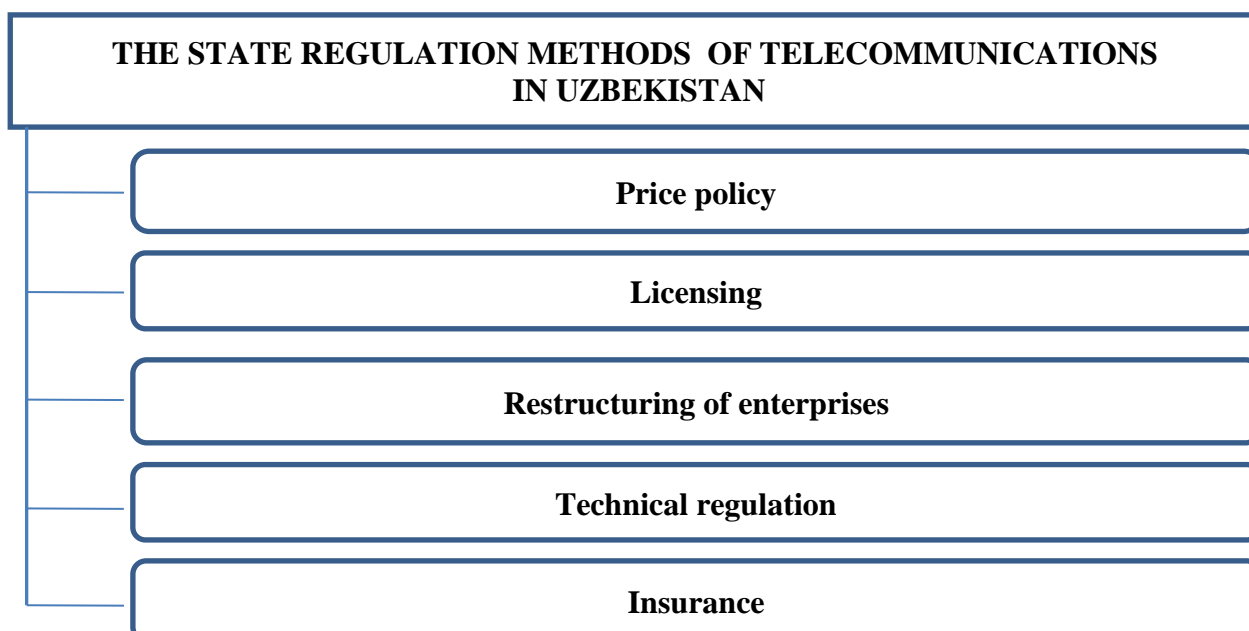 THE STATE REGULATION METHODS OF TELECOMMUNICATIONS
IN UZBEKISTAN
Price policy
Licensing
Restructuring of enterprises
Technical regulation
Insurance